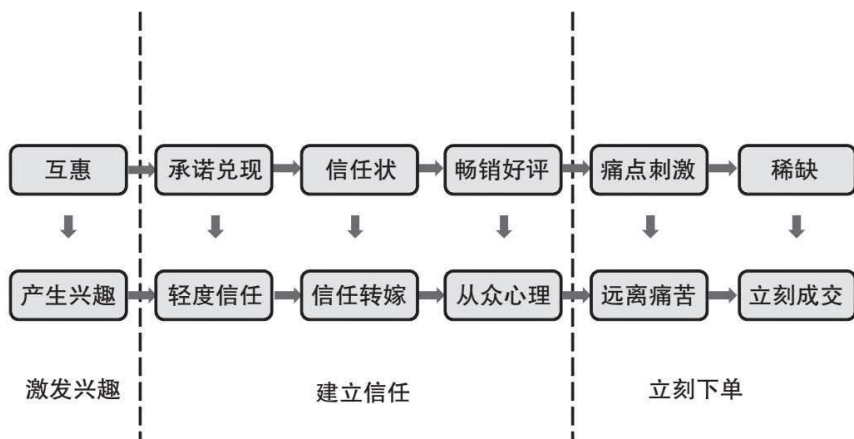 互惠
承诺兑现
信任状
畅销好评
痛点刺激
稀缺
产生兴趣
轻度信任
信任转嫁
从众心理
远离痛苦
立刻成交
激发兴趣
建立信任
立刻下单